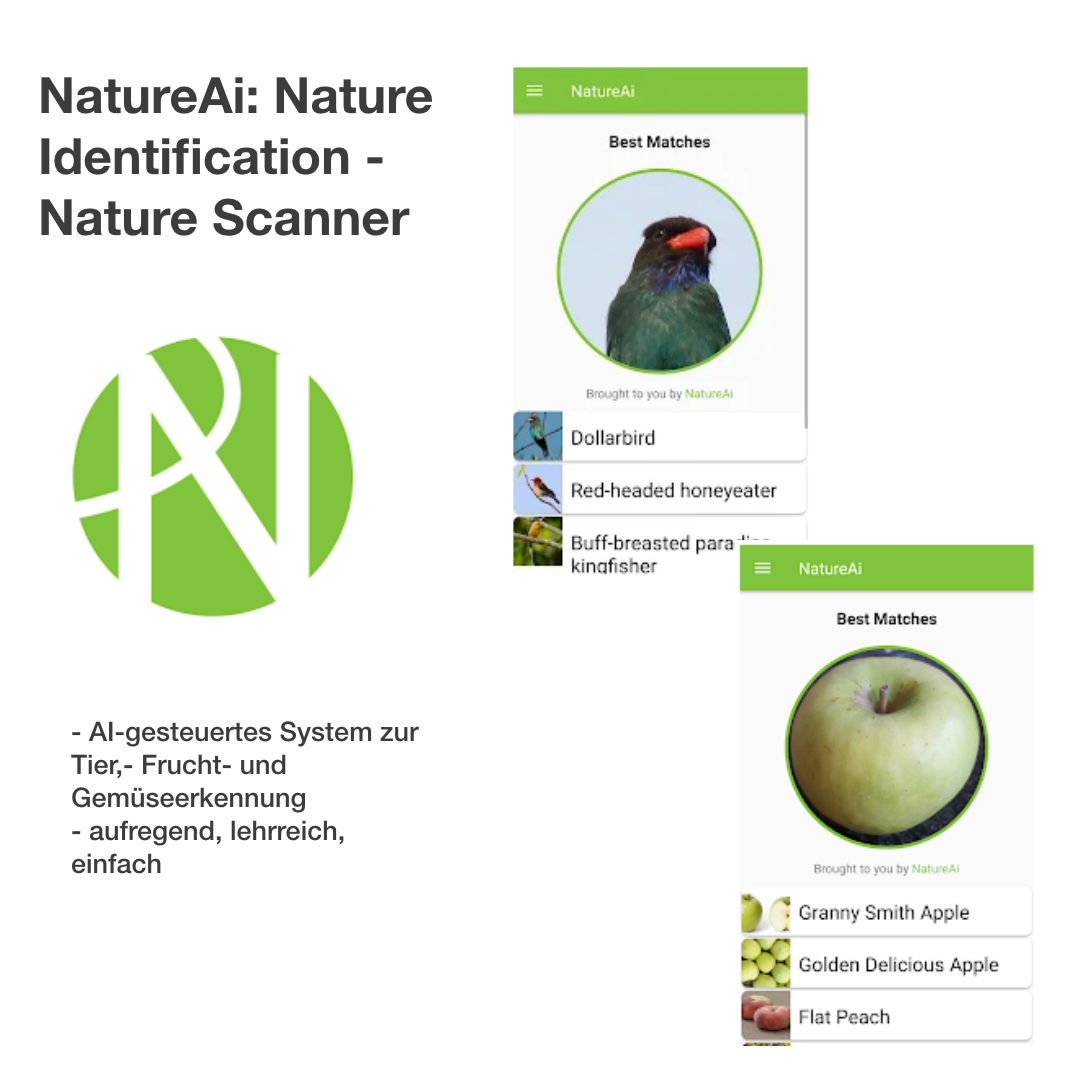 NatureAi: Nature
Identification -
Nature Scanner
- AI-gesteuertes System zur
Tier,- Frucht- und
Gemüseerkennung
- aufregend, lehrreich,
einfach
NatureAi
Best Matches
Brought to you by NatureAi
Dollarbird
Red-headed honeyeater
Buff-breasted
kingfisher
NatureAi
Best Matches
Brought to you by NatureAi
Granny Smith Apple
Golden Delicious Apple
Flat Peach